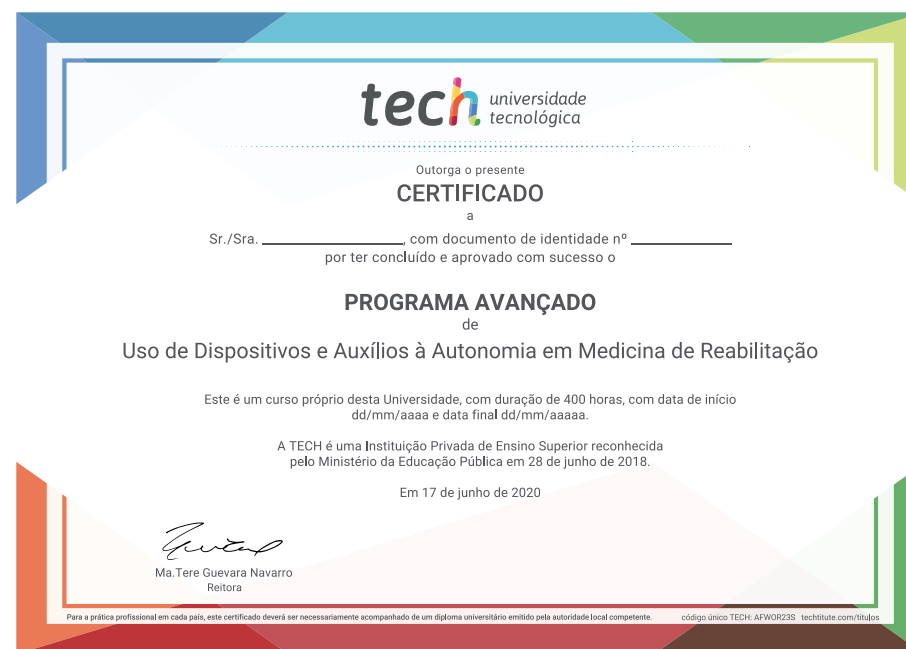 tech universidade
tecnológica
Outorga o presente
CERTIFICADO
a
Sr./Sra. ________________, com documento de identidade nº ____________
por ter concluído e aprovado com sucesso o
PROGRAMA AVANÇADO
de
Uso de Dispositivos e Auxílios à Autonomia em Medicina de Reabilitação
Este é um curso próprio desta Universidade, com duração de 400 horas, com data de início
dd/mm/aaaa e data final dd/mm/aaaaa.
A TECH é uma Instituição Privada de Ensino Superior reconhecida
pelo Ministério da Educação Pública em 28 de junho de 2018.
Em 17 de junho de 2020
Ma.Tere Guevara Navarro
Reitora
Para a prática profissional em cada país, este certificado deverá ser necessariamente acompanhado de um diploma universitário emitido pela autoridade local competente. código único TECH: AFWOR23S techtitute.com/titulos